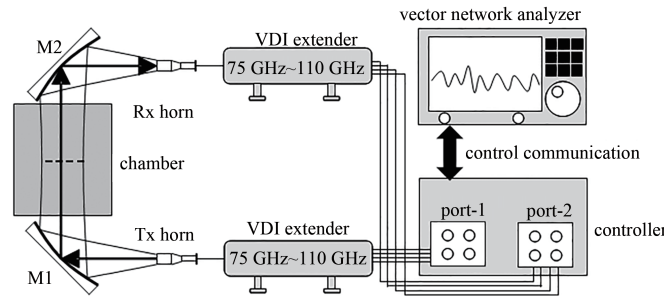 vector network analyzer
M2
VDI extender
75 GHz~110 GHz
Rx horn
chamber
control communication
port-1
port-2
Tx horn
VDI extender
controller
75 GHz~110 GHz
M1